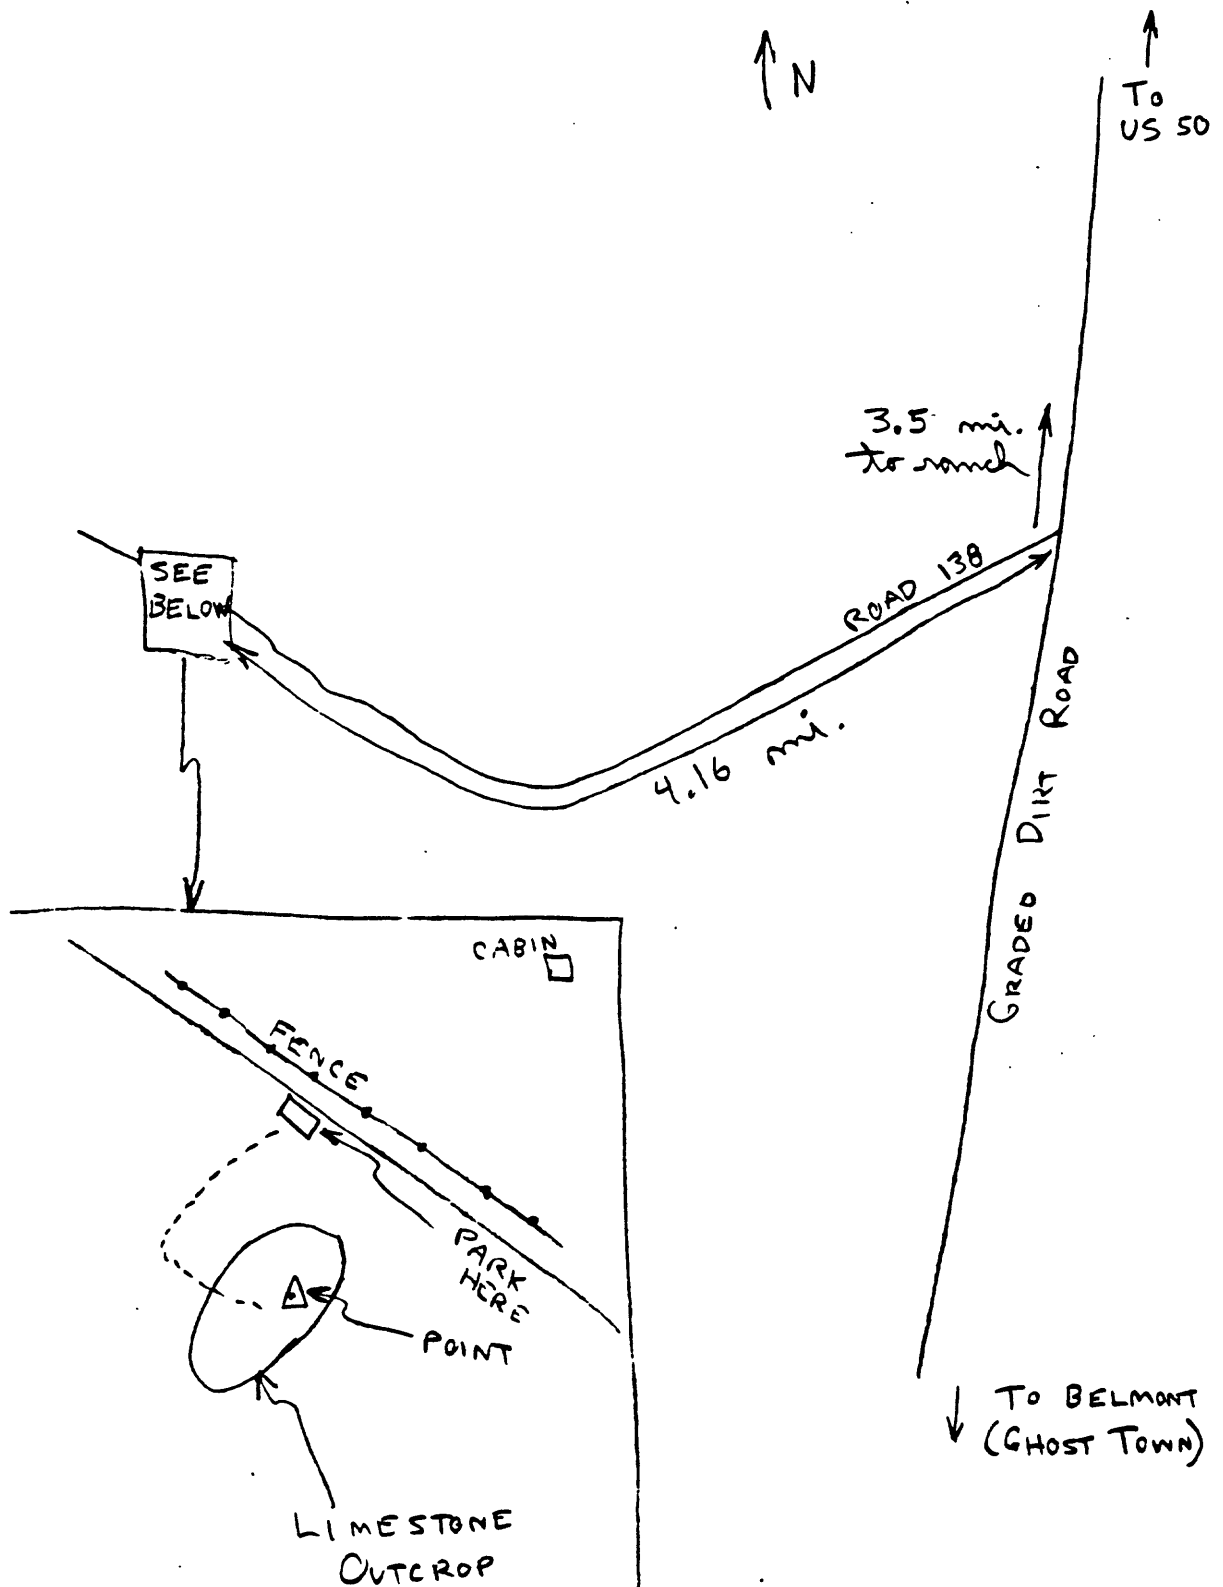 N
To
US 50
3.5 mi.
to ranch
SEE
BELOW
ROAD 138
4.16 mi.
GRADED DIRT ROAD
CABIN
FENCE
PARK
HERE
POINT
TO BELMONT
(GHOST TOWN)
LIMESTONE
OUTCROP